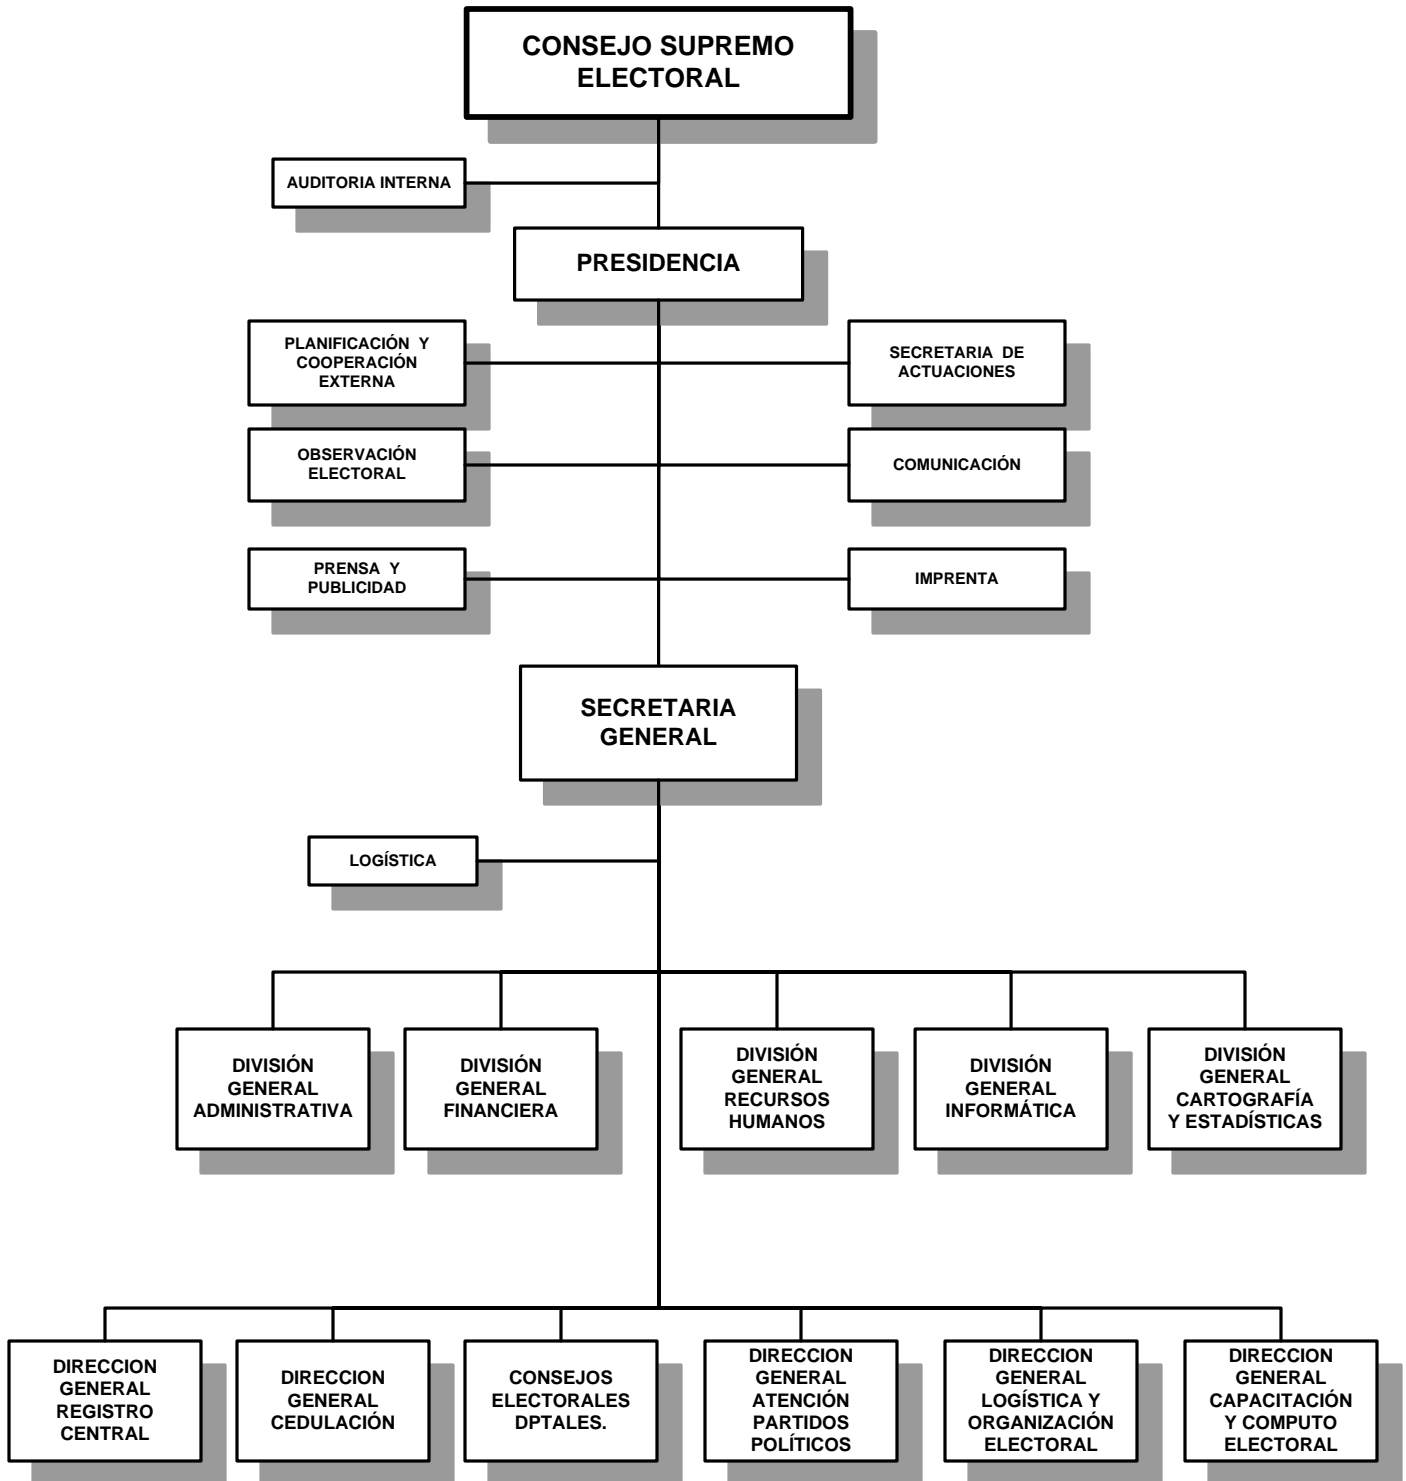 CONSEJO SUPREMO
ELECTORAL
AUDITORIA INTERNA
PRESIDENCIA
PLANIFICACIÓN Y
COOPERACIÓN
EXTERNA
SECRETARIA DE
ACTUACIONES
OBSERVACIÓN
ELECTORAL
COMUNICACIÓN
PRENSA Y
PUBLICIDAD
IMPRENTA
SECRETARIA
GENERAL
LOGÍSTICA
DIVISIÓN
GENERAL
ADMINISTRATIVA
DIVISIÓN
GENERAL
FINANCIERA
DIVISIÓN
GENERAL
RECURSOS
HUMANOS
DIVISIÓN
GENERAL
INFORMÁTICA
DIVISIÓN
GENERAL
CARTOGRAFÍA
Y ESTADÍSTICAS
DIRECCION
GENERAL
REGISTRO
CENTRAL
DIRECCION
GENERAL
CEDULACIÓN
CONSEJOS
ELECTORALES
DPTALES.
DIRECCION
GENERAL
ATENCIÓN
PARTIDOS
POLÍTICOS
DIRECCION
GENERAL
LOGÍSTICA Y
ORGANIZACIÓN
ELECTORAL
DIRECCION
GENERAL
CAPACITACIÓN
Y COMPUTO
ELECTORAL